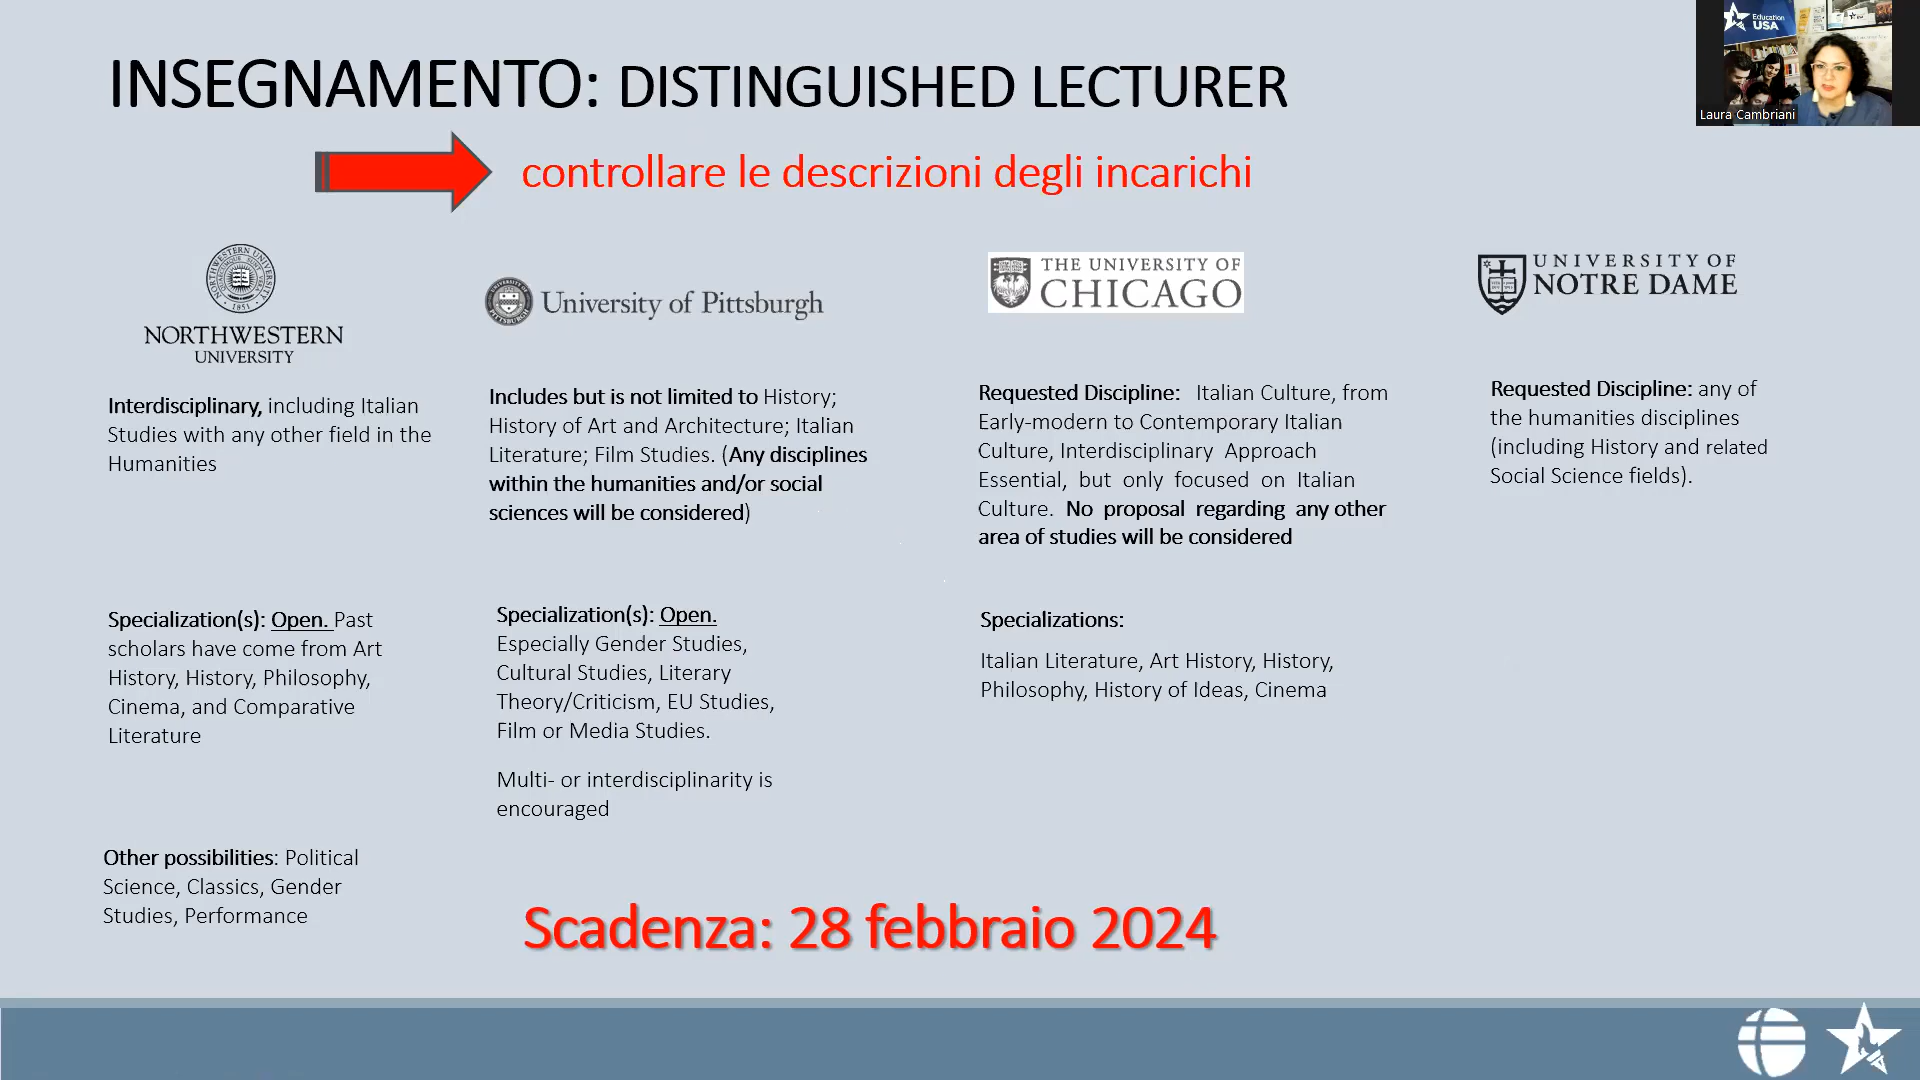 INSEGNAMENTO: DISTINGUISHED LECTURER
controllare le descrizioni degli incarichi
Education
USA
Laura Cambriani
NORTHWESTERN
UNIVERSITY
Interdisciplinary, including Italian
Studies with any other field in the
Humanities
Specialization(s): Open. Past
scholars have come from Art
History, History, Philosophy,
Cinema, and Comparative
Literature
Other possibilities: Political
Science, Classics, Gender
Studies, Performance
University of Pittsburgh
Includes but is not limited to History;
History of Art and Architecture; Italian
Literature; Film Studies. (Any disciplines
within the humanities and/or social
sciences will be considered)
Specialization(s): Open.
Especially Gender Studies,
Cultural Studies, Literary
Theory/Criticism, EU Studies,
Film or Media Studies.
Multi- or interdisciplinarity is
encouraged
THE UNIVERSITY OF
CHICAGO
Requested Discipline: Italian Culture, from
Early-modern to Contemporary Italian
Culture, Interdisciplinary Approach
Essential, but only focused on Italian
Culture. No proposal regarding any other
area of studies will be considered
Specializations:
Italian Literature, Art History, History,
Philosophy, History of Ideas, Cinema
UNIVERSITY OF
NOTRE DAME
Requested Discipline: any of
the humanities disciplines
(including History and related
Social Science fields).
Scadenza: 28 febbraio 2024